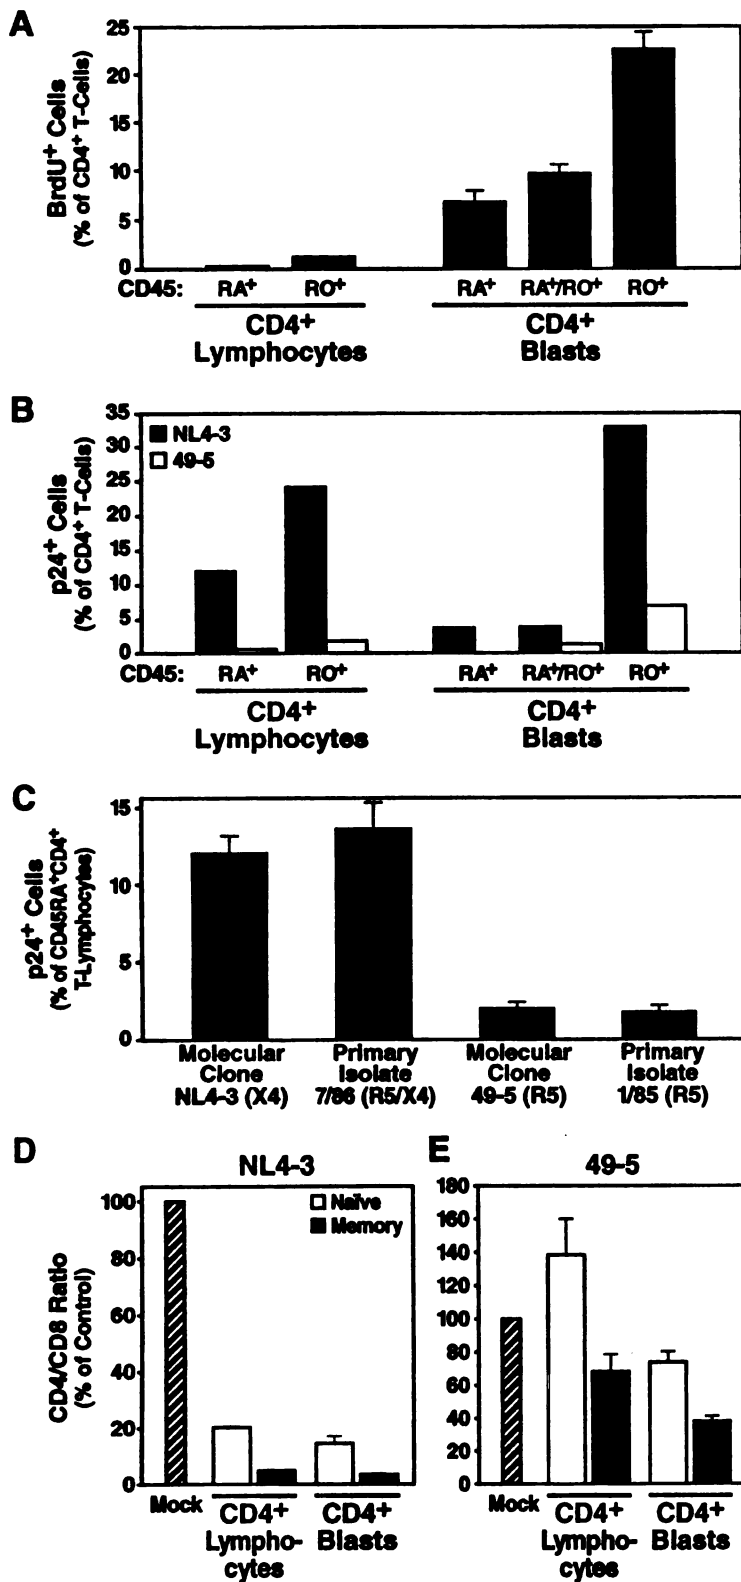 A
BrdU⁺ Cells
(% of CD4⁺ T-Cells)
25
20
15
10
5
0
CD45: RA⁺ RO⁺ RA⁺ RA⁺/RO⁺ RO⁺
CD4⁺
Lymphocytes
CD4⁺
Blasts
B
p24⁺ Cells
(% of CD4⁺ T-Cells)
35
30
25
20
15
10
5
0
NL4-3
49-5
CD45: RA⁺ RO⁺ RA⁺ RA⁺/RO⁺ RO⁺
CD4⁺
Lymphocytes
CD4⁺
Blasts
C
p24⁺ Cells
(% of CD45RA⁺CD4⁺
T-Lymphocytes)
15
10
5
0
Molecular
Clone
NL4-3 (X4)
Primary
Isolate
7/86 (R5/X4)
Molecular
Clone
49-5 (R5)
Primary
Isolate
1/85 (R5)
D
NL4-3
CD4/CD8 Ratio
(% of Control)
100
80
60
40
20
0
Naïve
Memory
Mock
CD4⁺
Lympho-
cytes
CD4⁺
Blasts
E
49-5
180
160
140
120
100
80
60
40
20
0
Mock
CD4⁺
Lympho-
cytes
CD4⁺
Blasts